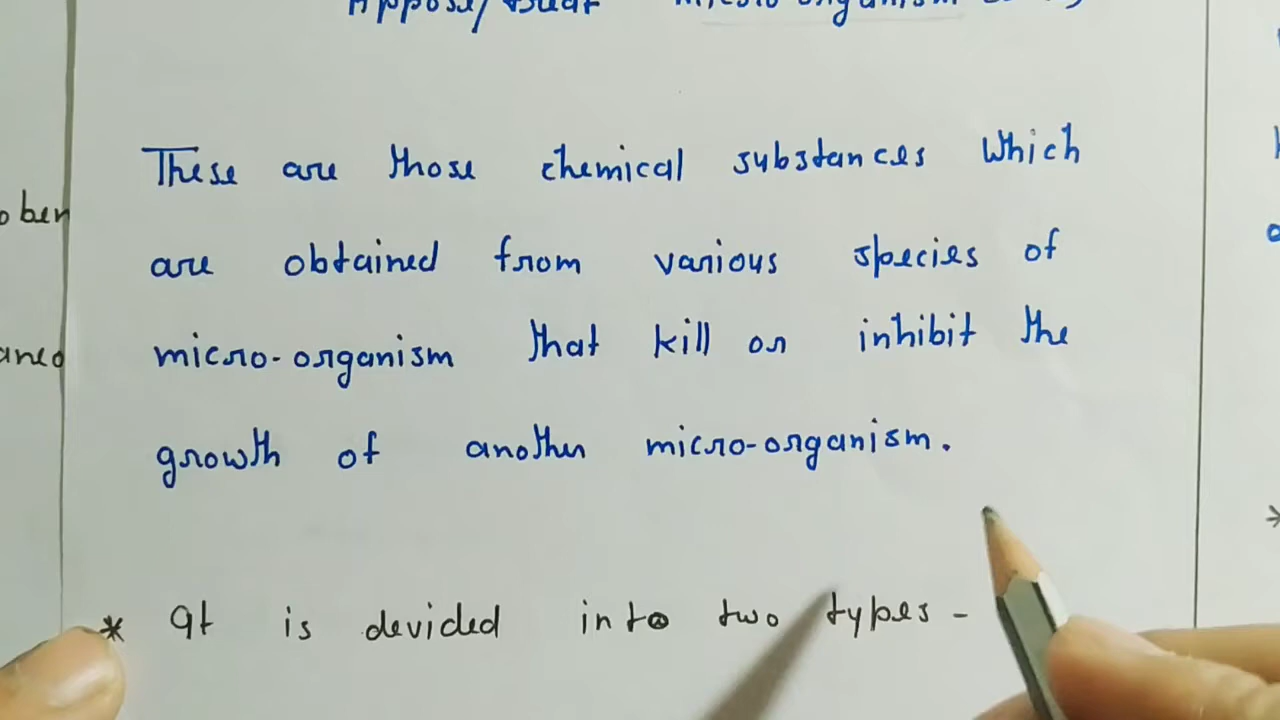 These are those chemical substances which
are obtained from various species of
micro-organism that kill or inhibit the
growth of another micro-organism.
* It is devided into two types -